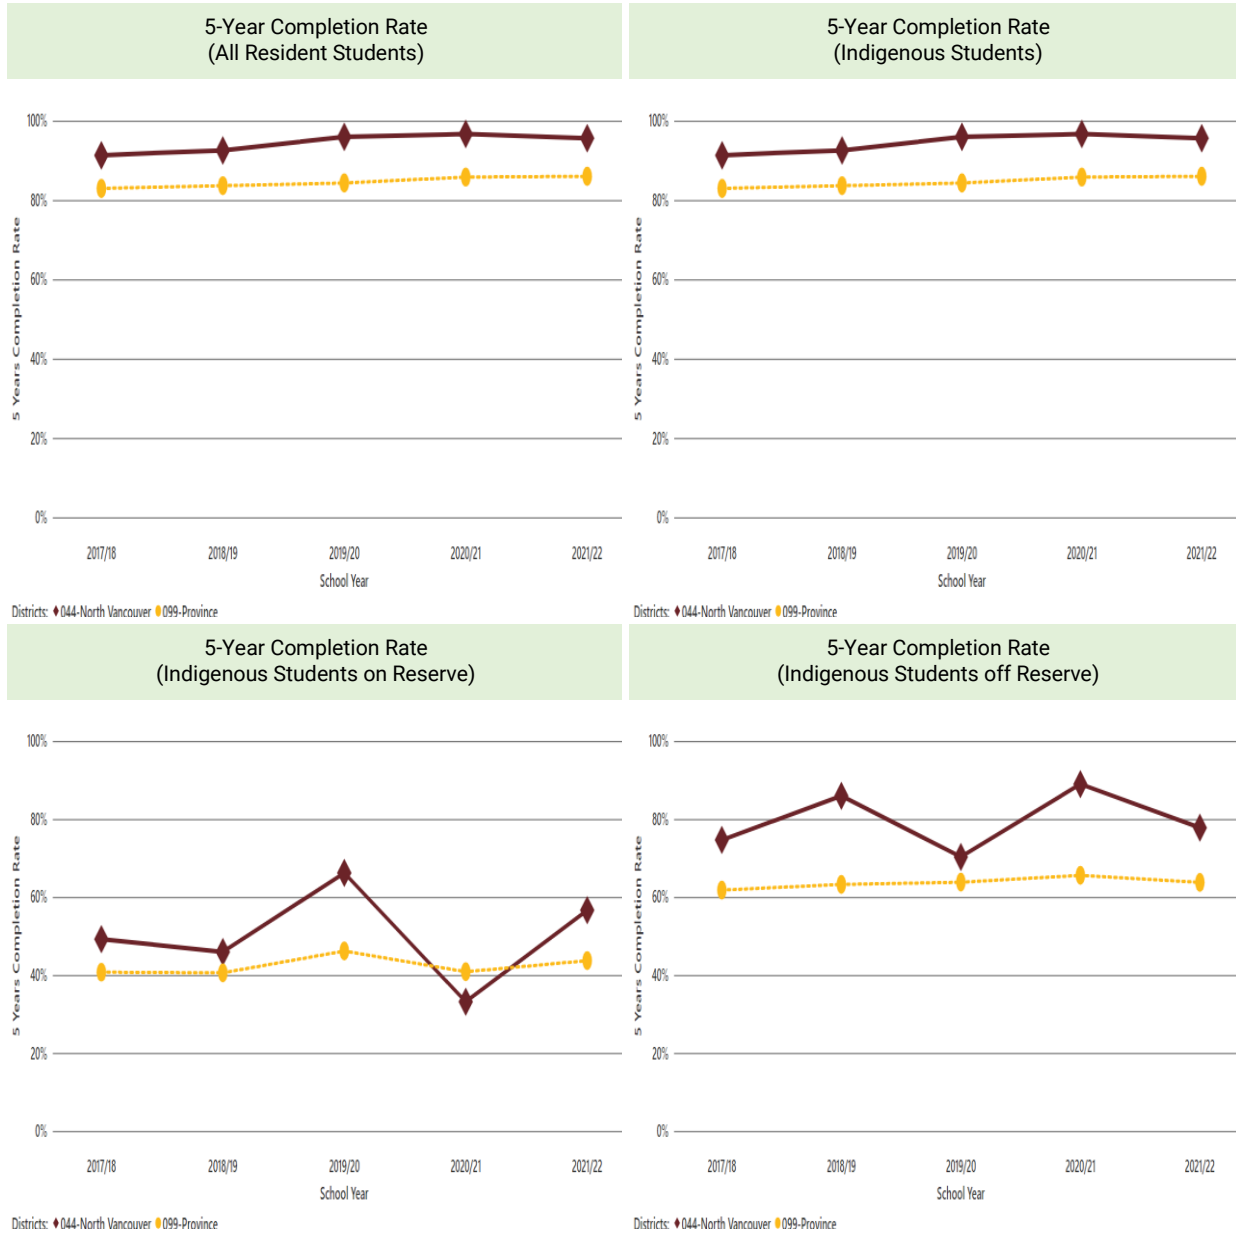 5-Year Completion Rate
(All Resident Students)
100%
80%
60%
40%
20%
0%
5 Years Completion Rate
2017/18 2018/19 2019/20 2020/21 2021/22
School Year
Districts: 044-North Vancouver 099-Province
5-Year Completion Rate
(Indigenous Students)
100%
80%
60%
40%
20%
0%
5 Years Completion Rate
2017/18 2018/19 2019/20 2020/21 2021/22
School Year
Districts: 044-North Vancouver 099-Province
5-Year Completion Rate
(Indigenous Students on Reserve)
100%
80%
60%
40%
20%
0%
5 Years Completion Rate
2017/18 2018/19 2019/20 2020/21 2021/22
School Year
Districts: 044-North Vancouver 099-Province
5-Year Completion Rate
(Indigenous Students off Reserve)
100%
80%
60%
40%
20%
0%
5 Years Completion Rate
2017/18 2018/19 2019/20 2020/21 2021/22
School Year
Districts: 044-North Vancouver 099-Province